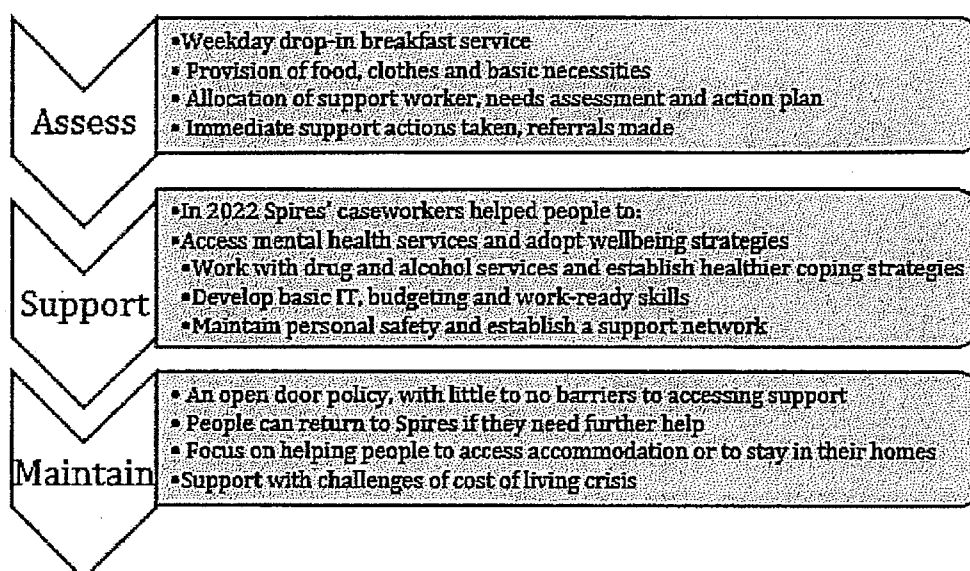 Assess
▪Weekday drop-in breakfast service
▪ Provision of food, clothes and basic necessities
▪ Allocation of support worker, needs assessment and action plan
▪ Immediate support actions taken, referrals made
Support
▪In 2022 Spires' caseworkers helped people to:
▪Access mental health services and adopt wellbeing strategies
▪Work with drug and alcohol services and establish healthier coping strategies
▪Develop basic IT, budgeting and work-ready skills
▪Maintain personal safety and establish a support network
Maintain
▪ An open door policy, with little to no barriers to accessing support
▪ People can return to Spires if they need further help
▪ Focus on helping people to access accommodation or to stay in their homes
▪Support with challenges of cost of living crisis